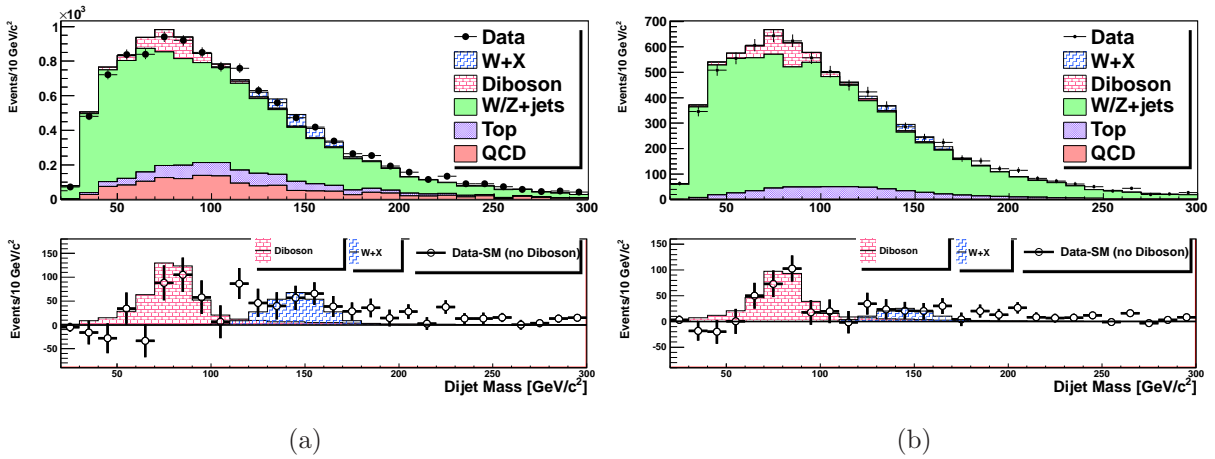 ×10³
Events/10 GeV/c²
1
0.8
0.6
0.4
0.2
0
50 100 150 200 250 300
Data
W+X
Diboson
W/Z+jets
Top
QCD
Events/10 GeV/c²
150
100
50
0
-50
Diboson
W+X
Data-SM (no Diboson)
50 100 150 200 250 300
Dijet Mass [GeV/c²]
(a)
Events/10 GeV/c²
700
600
500
400
300
200
100
0
50 100 150 200 250 300
Data
W+X
Diboson
W/Z+jets
Top
QCD
Events/10 GeV/c²
150
100
50
0
-50
Diboson
W+X
Data-SM (no Diboson)
50 100 150 200 250 300
Dijet Mass [GeV/c²]
(b)